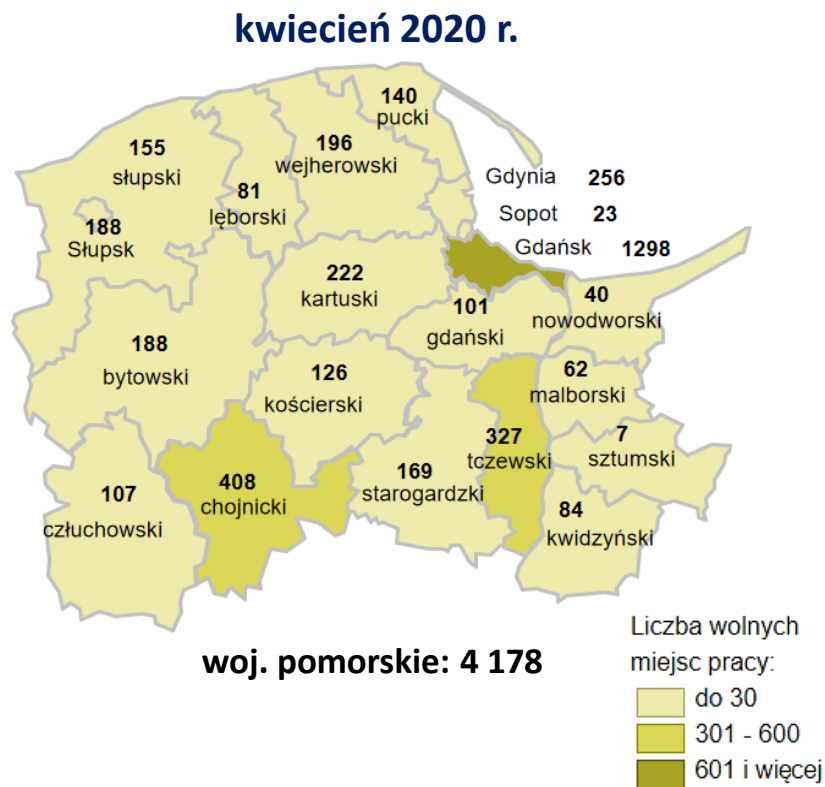 kwiecień 2020 r.
140
pucki
155
słupski
196
wejherowski
Gdynia 256
81
lęborski
Sopot 23
188
Słupsk
Gdańsk 1298
222
kartuski
101
gdański
40
nowodworski
188
bytowski
126
kościerski
62
malborski
327
tczewski
7
sztumski
107
człuchowski
408
chojnicki
169
starogardzki
84
kwidzyński
woj. pomorskie: 4 178
Liczba wolnych
miejsc pracy:
do 30
301 - 600
601 i więcej